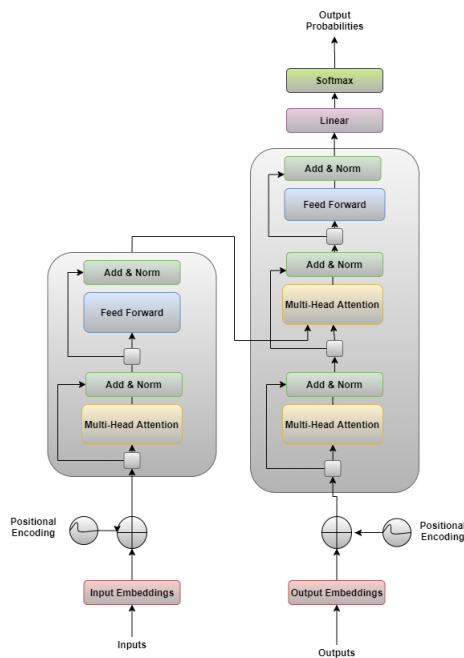 Output
Probabilities
Softmax
Linear
Add & Norm
Feed Forward
Add & Norm
Multi-Head Attention
Add & Norm
Multi-Head Attention
Add & Norm
Feed Forward
Add & Norm
Multi-Head Attention
Positional
Encoding
Positional
Encoding
Input Embeddings
Output Embeddings
Inputs
Outputs